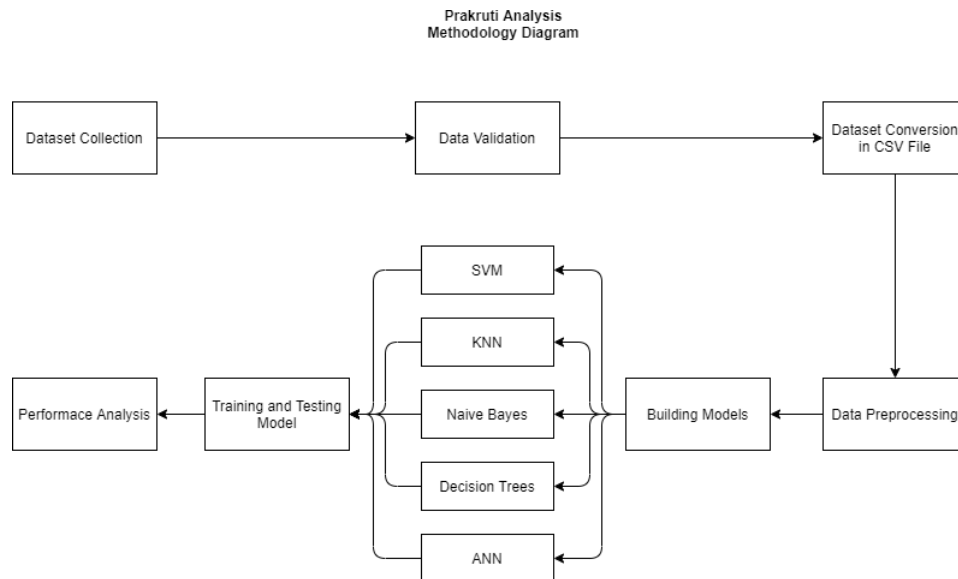 Prakruti Analysis
Methodology Diagram
Dataset Collection
Data Validation
Dataset Conversion
in CSV File
SVM
KNN
Performace Analysis
Training and Testing
Model
Naive Bayes
Building Models
Data Preprocessing
Decision Trees
ANN